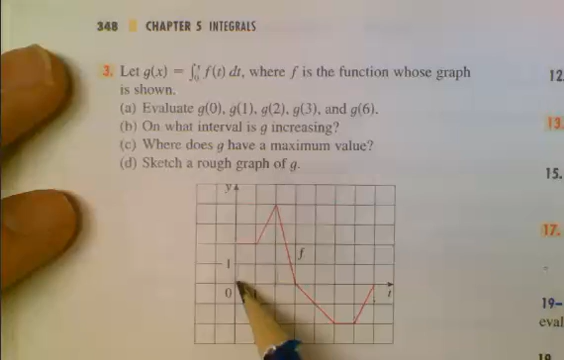 348 CHAPTER 5 INTEGRALS
3. Let g(x) = ∫₀ˣ f(t) dt, where f is the function whose graph
is shown.
(a) Evaluate g(0), g(1), g(2), g(3), and g(6).
(b) On what interval is g increasing?
(c) Where does g have a maximum value?
(d) Sketch a rough graph of g.
y
f
1
0
t
12.
13.
15.
17.
19–
eval
19